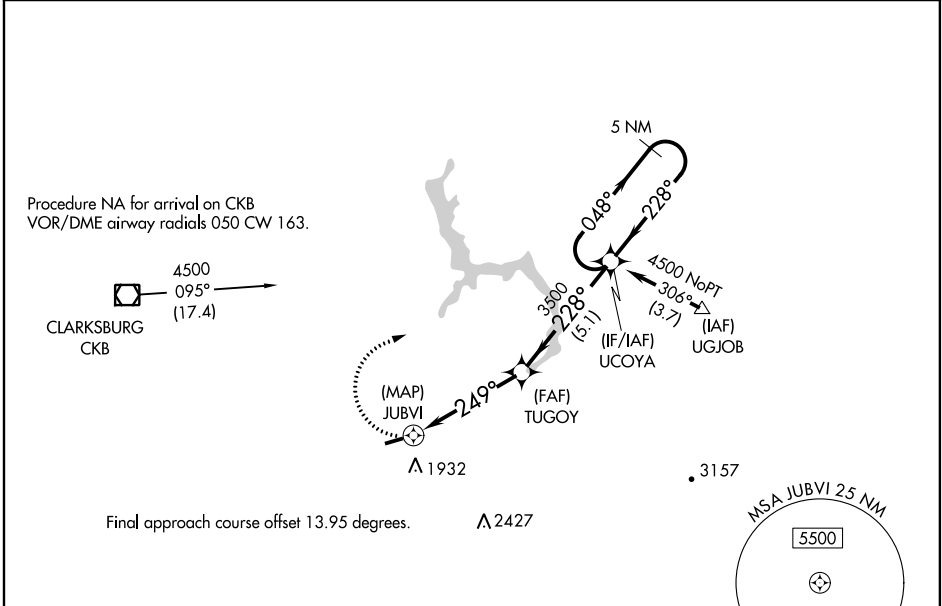 5 NM
Procedure NA for arrival on CKB
VOR/DME airway radials 050 CW 163.
048°
228°
4500
095°
(17.4)
CLARKSBURG
CKB
4500 NoPT
306°
(3.7)
(IAF)
UGJOB
3500
228°
(5.1)
(IF/IAF)
UCOYA
(MAP)
JUBVI
249°
(FAF)
TUGOY
1932
3157
Final approach course offset 13.95 degrees.
2427
MSA JUBVI 25 NM
5500